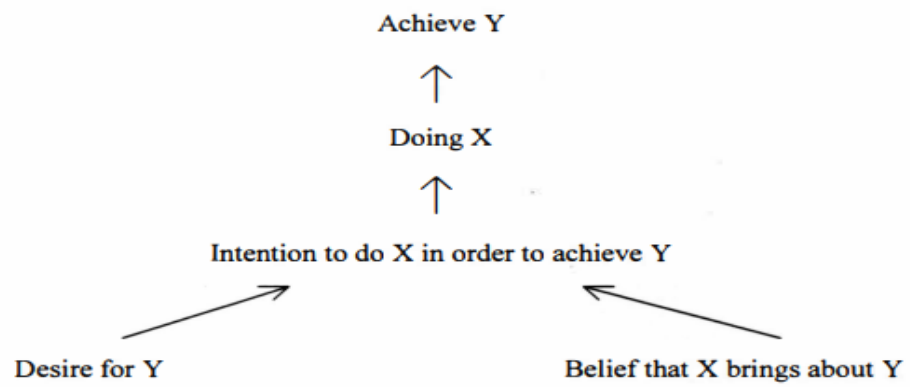 Achieve Y
Doing X
Intention to do X in order to achieve Y
Desire for Y
Belief that X brings about Y